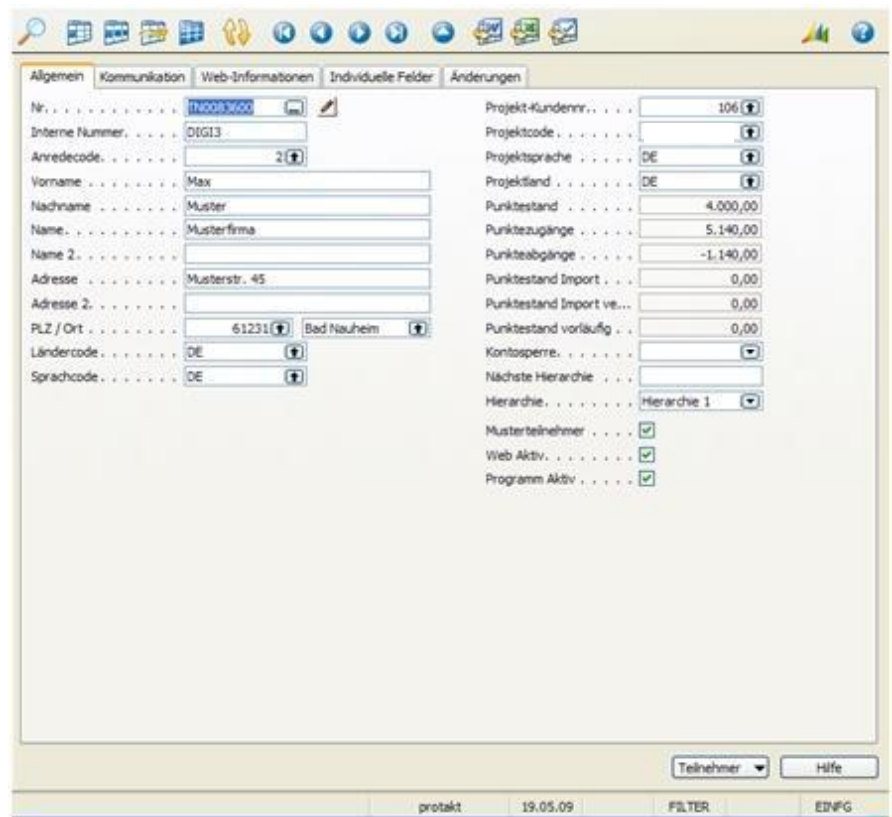 Allgemein Kommunikation Web-Informationen Individuelle Felder Änderungen
Nr. . . . . . . . . . . . TN0083600
Interne Nummer. . . . . . DIGI3
Anredecode. . . . . . . . 2
Vorname . . . . . . . . . Max
Nachname . . . . . . . . Muster
Name. . . . . . . . . . . Musterfirma
Name 2. . . . . . . . . .
Adresse . . . . . . . . . Musterstr. 45
Adresse 2. . . . . . . . .
PLZ / Ort . . . . . . . . 61231 Bad Nauheim
Ländercode. . . . . . . . DE
Sprachcode. . . . . . . . DE
Projekt-Kundennr. . . . . 106
Projektcode . . . . . . .
Projektsprache . . . . . DE
Projektland . . . . . . . DE
Punktestand . . . . . . 4.000,00
Punktezugänge . . . . . 5.140,00
Punkteabgänge . . . . . -1.140,00
Punktestand Import . . . 0,00
Punktestand Import ve... 0,00
Punktestand vorläufig . . 0,00
Kontosperre. . . . . . .
Nächste Hierarchie . . .
Hierarchie. . . . . . . . Hierarchie 1
Musterteilnehmer . . . .
Web Aktiv. . . . . . . .
Programm Aktiv . . . . .
Teilnehmer Hilfe
protakt 19.05.09 FILTER EINFG